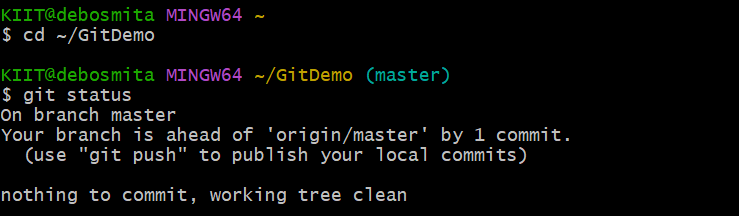 KIIT@debosmita MINGW64 ~
$ cd ~/GitDemo
KIIT@debosmita MINGW64 ~/GitDemo (master)
$ git status
On branch master
Your branch is ahead of 'origin/master' by 1 commit.
  (use "git push" to publish your local commits)
nothing to commit, working tree clean